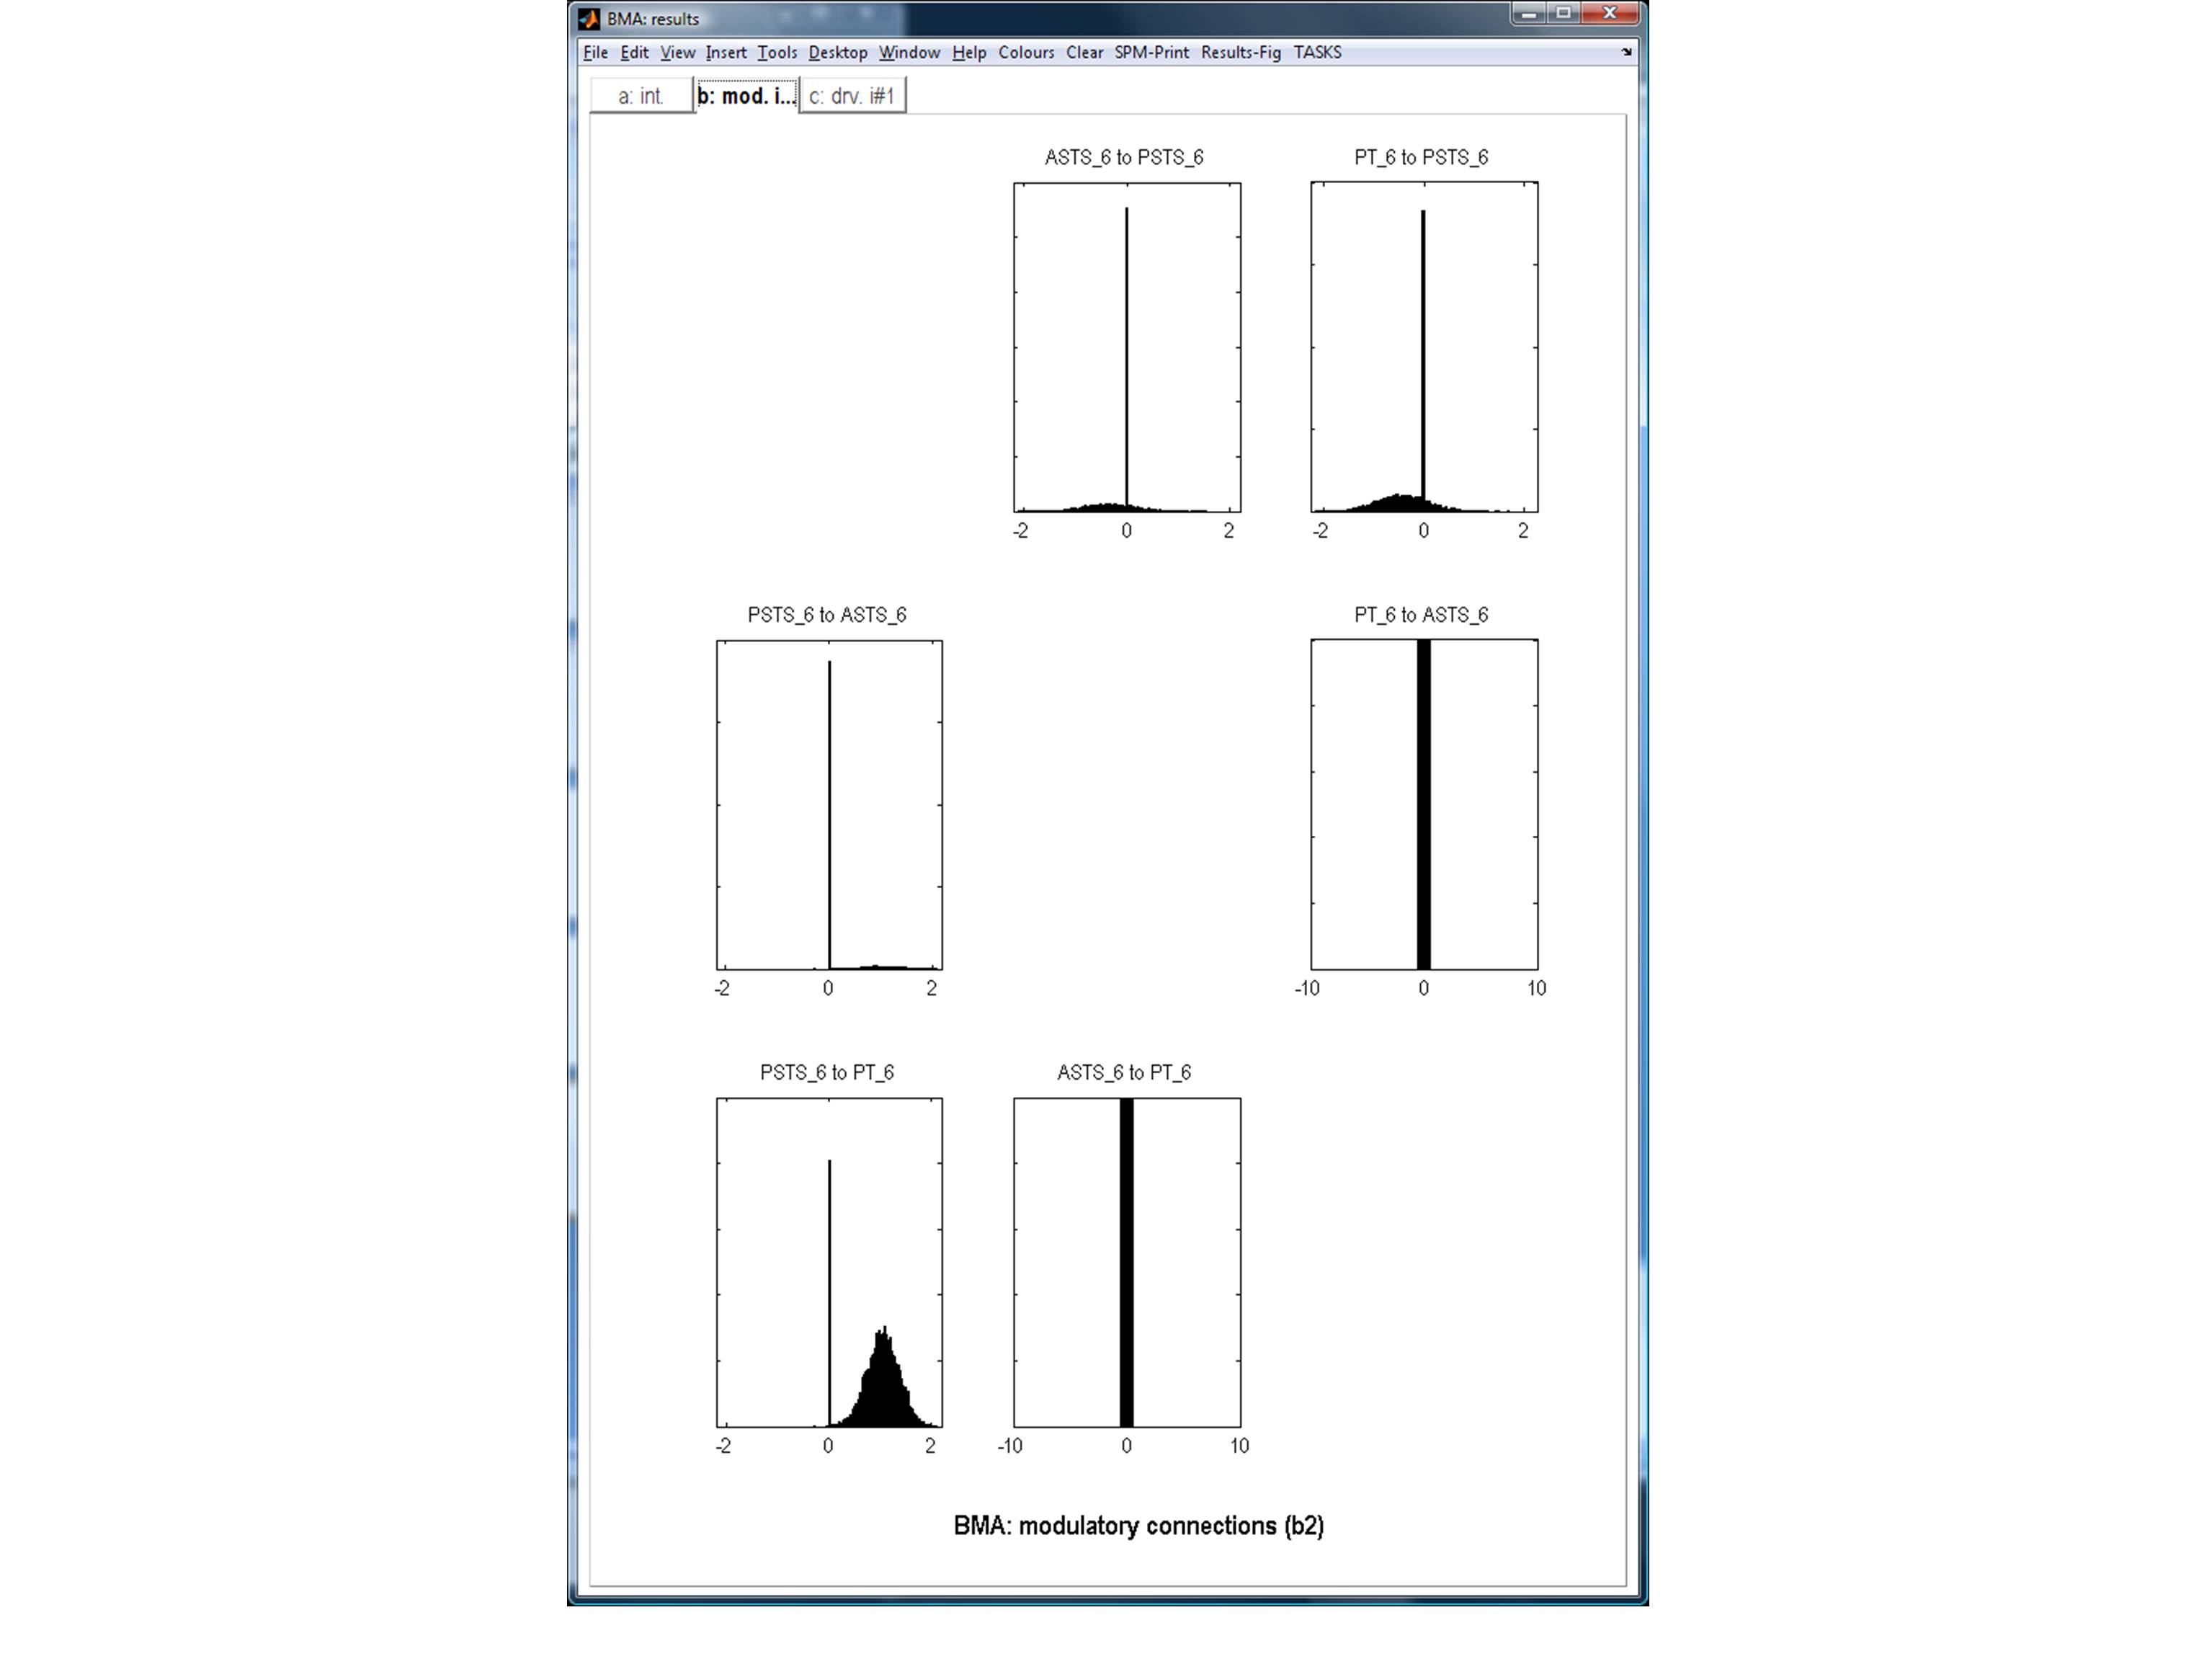 BMA: results
File Edit View Insert Tools Desktop Window Help Colours Clear SPM-Print Results-Fig TASKS
a: int. b: mod. i... c: drv. i#1
ASTS_6 to PSTS_6 PT_6 to PSTS_6
-2 0 2 -2 0 2
PSTS_6 to ASTS_6 PT_6 to ASTS_6
-2 0 2 -10 0 10
PSTS_6 to PT_6 ASTS_6 to PT_6
-2 0 2 -10 0 10
BMA: modulatory connections (b2)